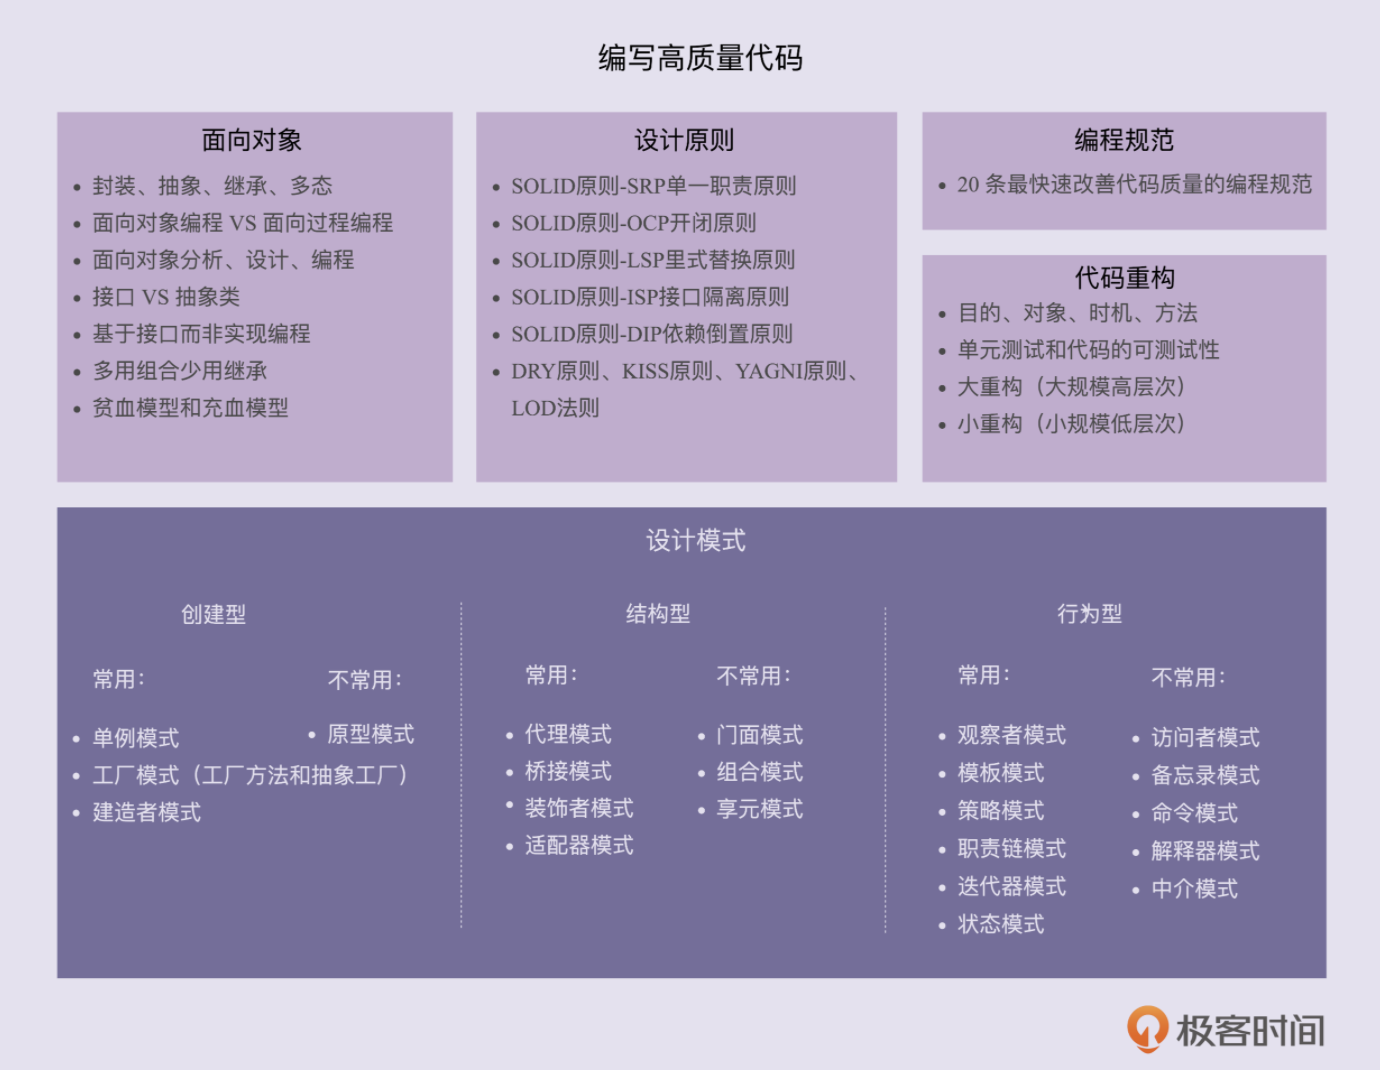 编写高质量代码
面向对象
封装、抽象、继承、多态
面向对象编程 VS 面向过程编程
面向对象分析、设计、编程
接口 VS 抽象类
基于接口而非实现编程
多用组合少用继承
贫血模型和充血模型
设计原则
SOLID原则-SRP单一职责原则
SOLID原则-OCP开闭原则
SOLID原则-LSP里式替换原则
SOLID原则-ISP接口隔离原则
SOLID原则-DIP依赖倒置原则
DRY原则、KISS原则、YAGNI原则、
LOD法则
编程规范
20 条最快速改善代码质量的编程规范
代码重构
目的、对象、时机、方法
单元测试和代码的可测试性
大重构（大规模高层次）
小重构（小规模低层次）
设计模式
创建型
常用：
单例模式
工厂模式（工厂方法和抽象工厂）
建造者模式
不常用：
原型模式
结构型
常用：
代理模式
桥接模式
装饰者模式
适配器模式
不常用：
门面模式
组合模式
享元模式
行为型
常用：
观察者模式
模板模式
策略模式
职责链模式
迭代器模式
状态模式
不常用：
访问者模式
备忘录模式
命令模式
解释器模式
中介模式
极客时间